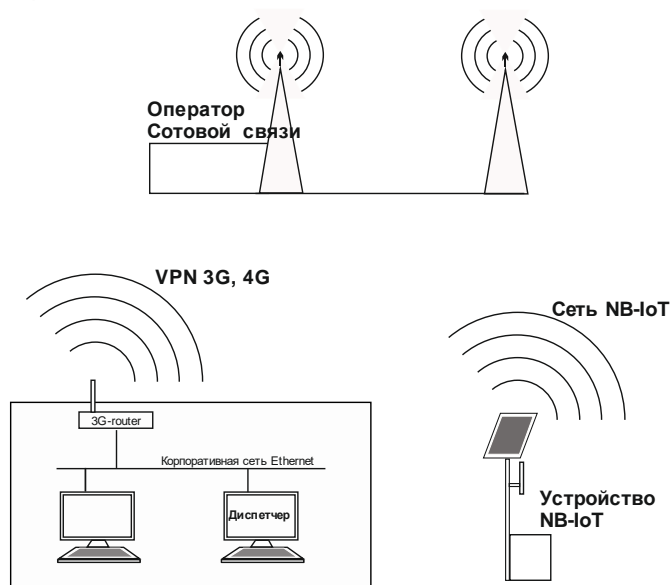 Оператор
Сотовой связи
VPN 3G, 4G
Сеть NB-IoT
3G-router
Корпоративная сеть Ethernet
Диспетчер
Устройство
NB-IoT